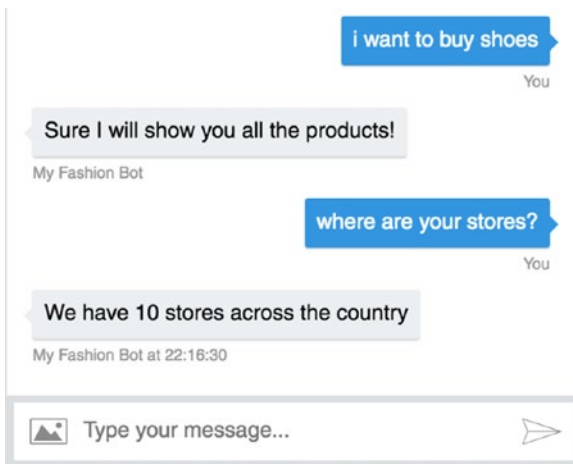 i want to buy shoes
You
Sure I will show you all the products!
My Fashion Bot
where are your stores?
You
We have 10 stores across the country
My Fashion Bot at 22:16:30
Type your message...